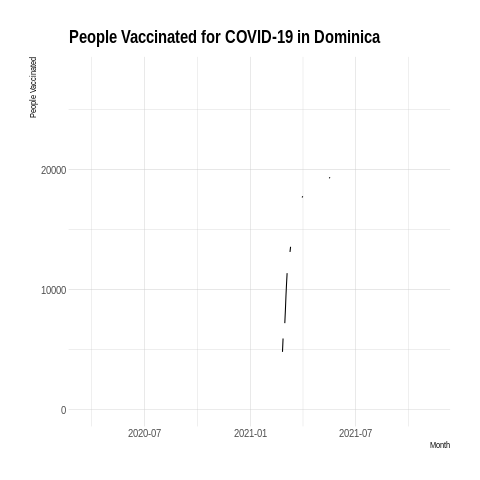 People Vaccinated for COVID-19 in Dominica
People Vaccinated
20000
10000
0
2020-07
2021-01
2021-07
Month